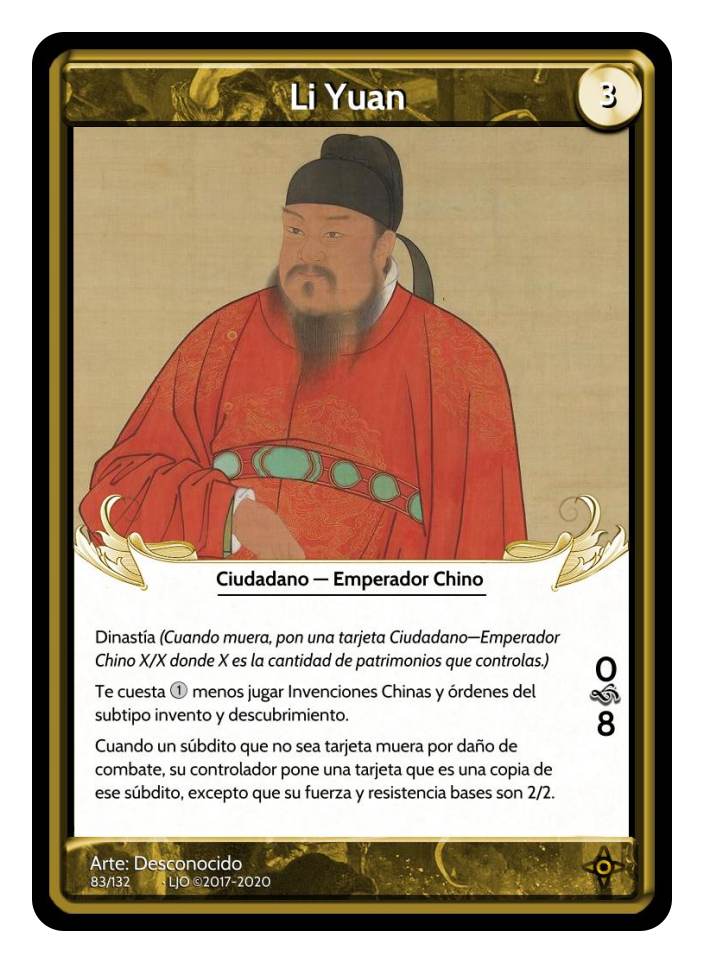 Li Yuan
3
Ciudadano — Emperador Chino
Dinastía (Cuando muera, pon una tarjeta Ciudadano—Emperador
Chino X/X donde X es la cantidad de patrimonios que controlas.)
Te cuesta 1 menos jugar Invenciones Chinas y órdenes del
subtipo invento y descubrimiento.
Cuando un súbdito que no sea tarjeta muera por daño de
combate, su controlador pone una tarjeta que es una copia de
ese súbdito, excepto que su fuerza y resistencia bases son 2/2.
0
8
Arte: Desconocido
83/132 LJO ©2017-2020